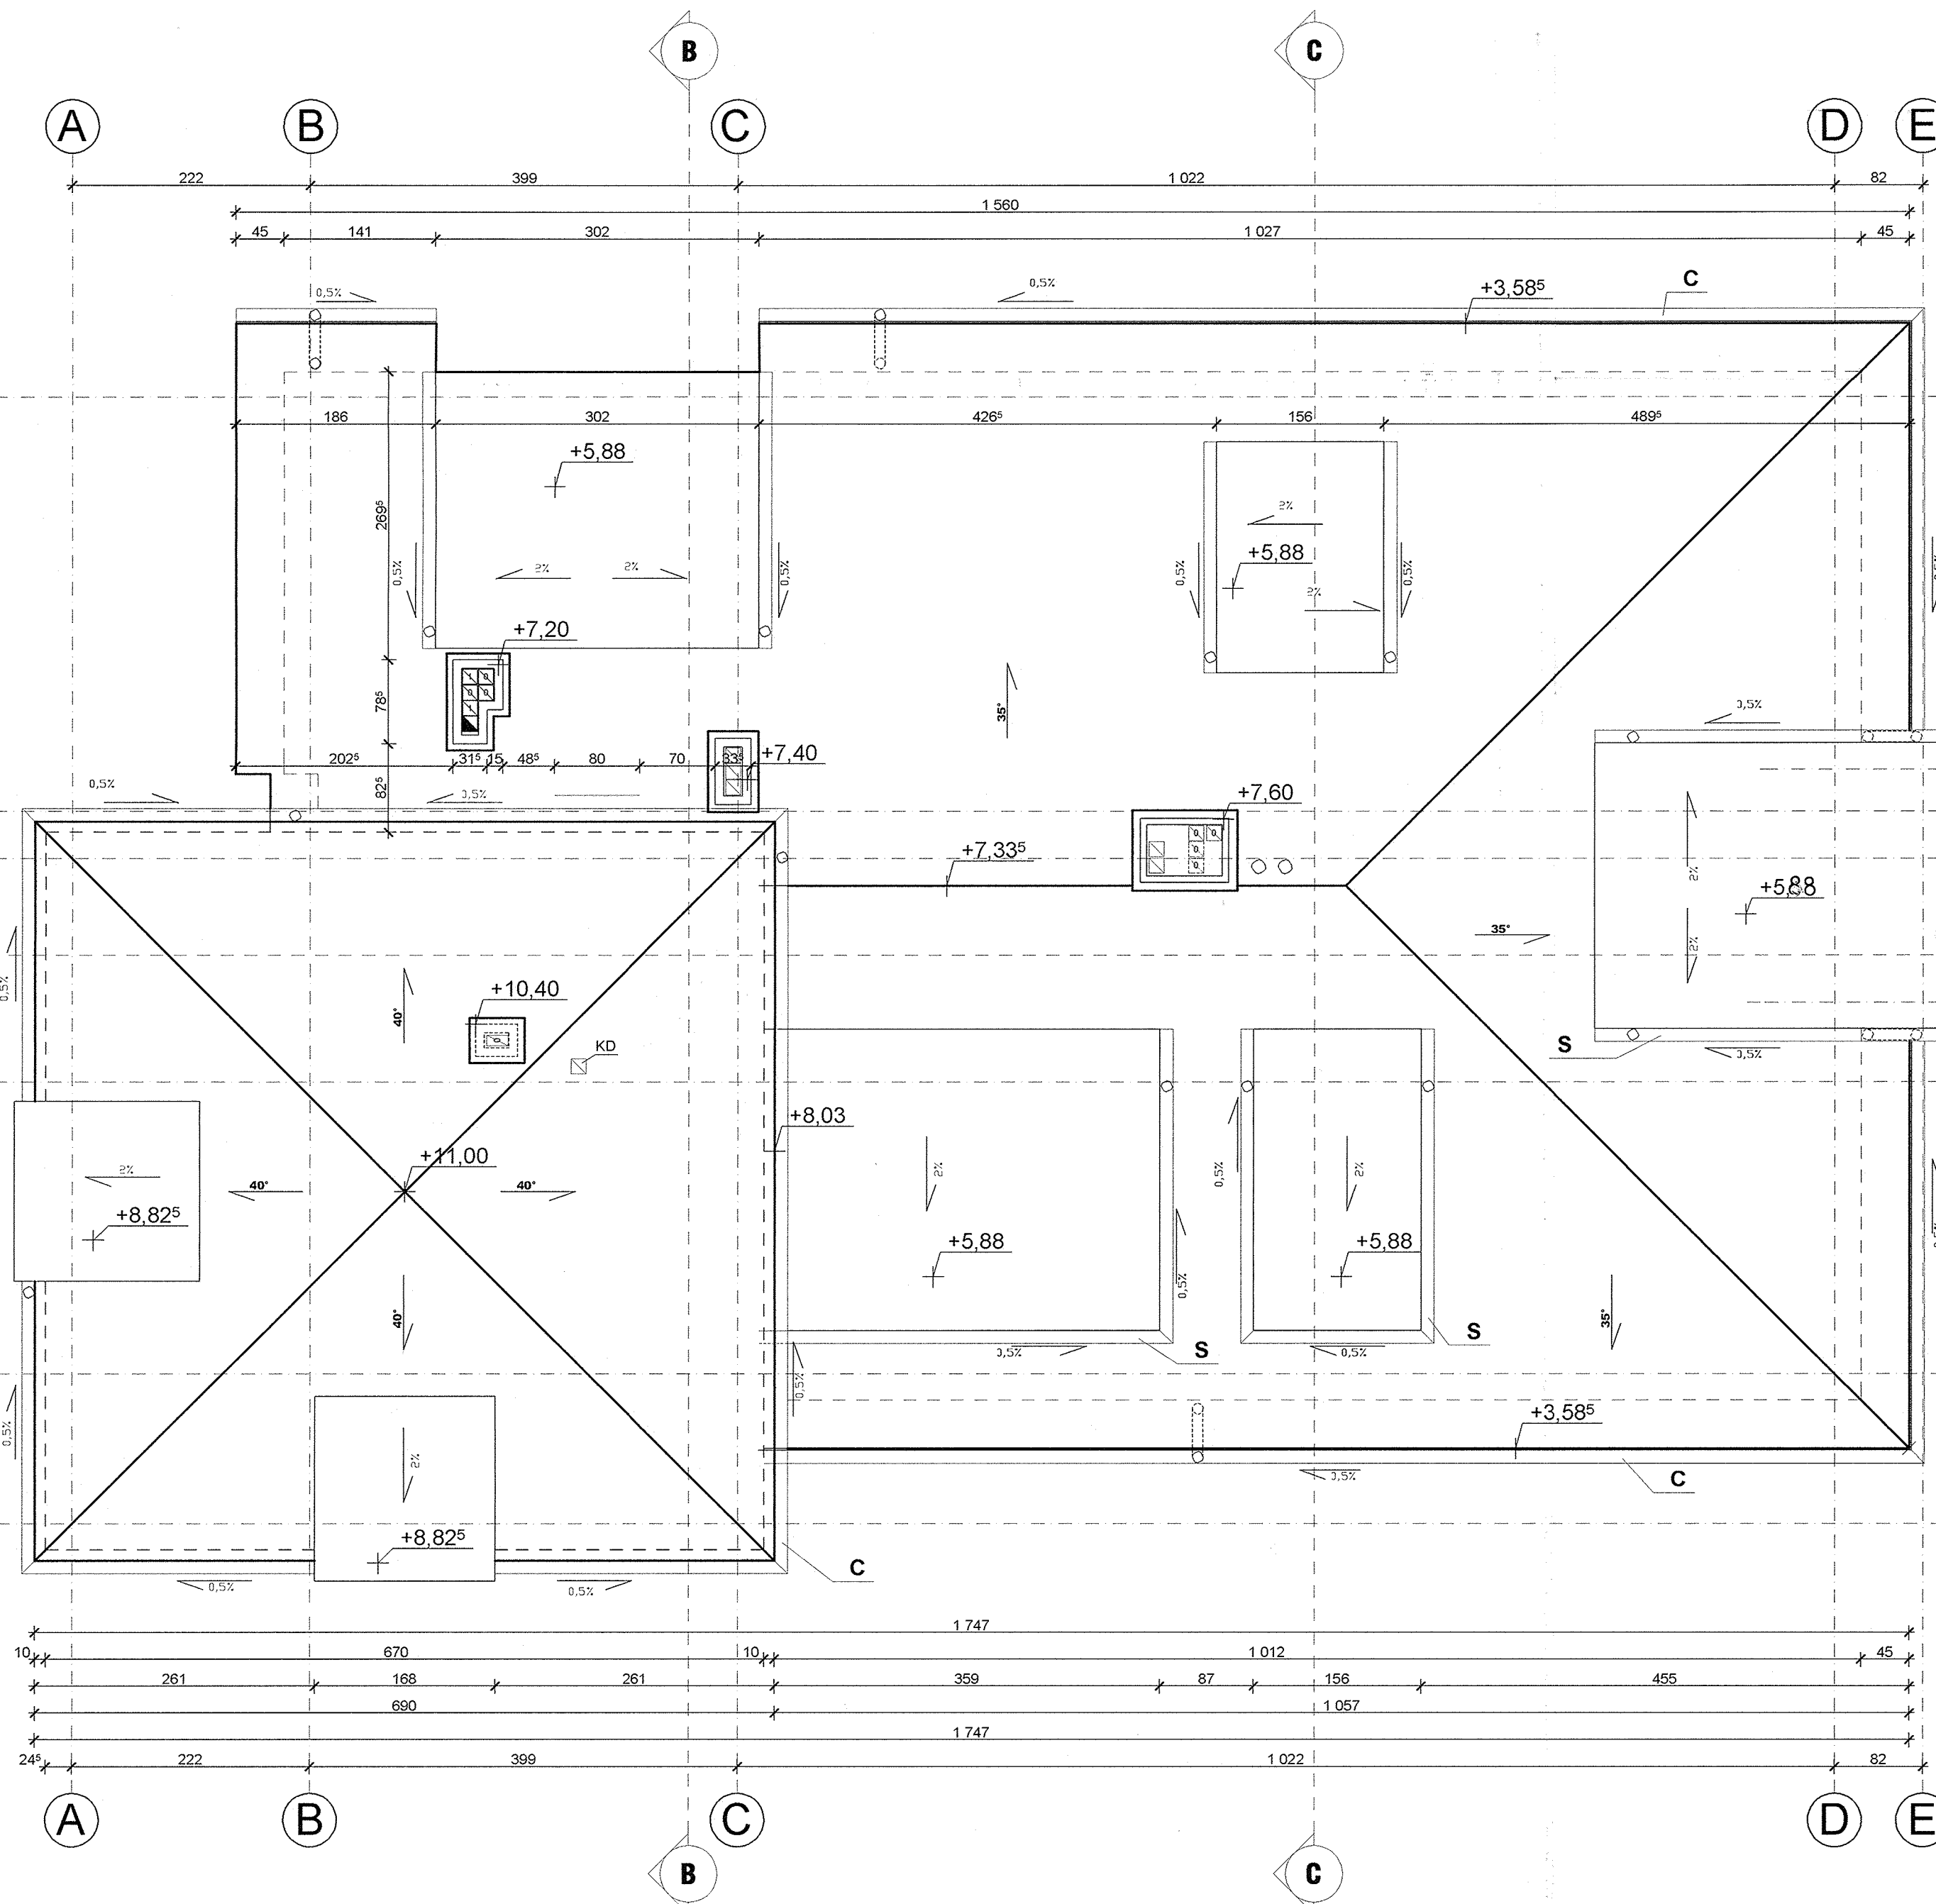 B C
A B C D E
222 399 1 022 82
1 560
45 141 302 1 027 45
0,5% 0,5% +3,58⁵ C
186 302 426⁵ 156 489⁵
+5,88
269⁵
2% +5,88
0,5% 2% 2% 0,5% 0,5% 2% 0,5%
+7,20
78⁵
35°
0,5%
202⁵ 31⁵ 15 48⁵ 80 70 33⁵ +7,40
82⁵
0,5% 0,5% +7,60
+7,33⁵
2%
+5,88
35°
2%
0,5%
+10,40
40°
KD
S
0,5%
+8,03
+11,00
2% 2% 2%
40° 40°
0,5%
+8,82⁵
+5,88 +5,88
0,5%
40° 35°
S S
0,5% 0,5%
0,5%
+3,58⁵
0,5%
2%
0,5%
C
+8,82⁵
C
0,5% 0,5%
1 747
10 670 10 1 012 45
261 168 261 359 87 156 455
690 1 057
1 747
24⁵ 222 399 1 022 82
A B C D E
B C